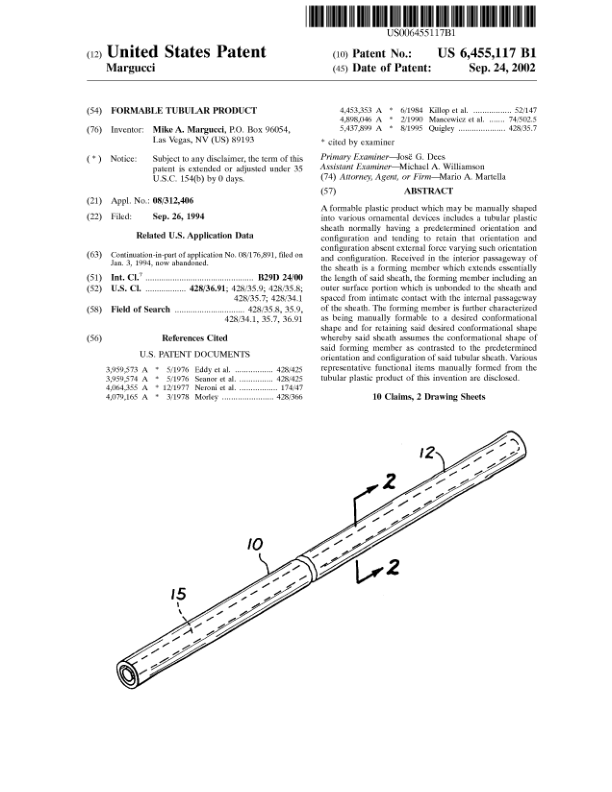 US006455117B1
(12) United States Patent
Margucci
(10) Patent No.: US 6,455,117 B1
(45) Date of Patent: Sep. 24, 2002
(54) FORMABLE TUBULAR PRODUCT
(76) Inventor: Mike A. Margucci, P.O. Box 96054,
Las Vegas, NV (US) 89193
( * ) Notice: Subject to any disclaimer, the term of this
patent is extended or adjusted under 35
U.S.C. 154(b) by 0 days.
(21) Appl. No.: 08/312,406
(22) Filed: Sep. 26, 1994
Related U.S. Application Data
(63) Continuation-in-part of application No. 08/176,891, filed on
Jan. 3, 1994, now abandoned.
(51) Int. Cl.7 ........................................ B29D 24/00
(52) U.S. Cl. ................ 428/36.91; 428/35.9; 428/35.8;
428/35.7; 428/34.1
(58) Field of Search .......................... 428/35.8, 35.9,
428/34.1, 35.7, 36.91
(56) References Cited
U.S. PATENT DOCUMENTS
3,959,573 A * 5/1976 Eddy et al. ............... 428/425
3,959,574 A * 5/1976 Seanor et al. ............. 428/425
4,064,355 A * 12/1977 Neroni et al. .............. 174/47
4,079,165 A * 3/1978 Morley .................... 428/366
4,453,353 A * 6/1984 Killop et al. ............... 52/147
4,898,046 A * 2/1990 Mancewicz et al. ....... 74/502.5
5,437,899 A * 8/1995 Quigley .................... 428/35.7
* cited by examiner
Primary Examiner—José G. Dees
Assistant Examiner—Michael A. Williamson
(74) Attorney, Agent, or Firm—Mario A. Martella
(57) ABSTRACT
A formable plastic product which may be manually shaped
into various ornamental devices includes a tubular plastic
sheath normally having a predetermined orientation and
configuration and tending to retain that orientation and
configuration absent external force varying such orientation
and configuration. Received in the interior passageway of
the sheath is a forming member which extends essentially
the length of said sheath, the forming member including an
outer surface portion which is unbonded to the sheath and
spaced from intimate contact with the internal passageway
of the sheath. The forming member is further characterized
as being manually formable to a desired conformational
shape and for retaining said desired conformational shape
whereby said sheath assumes the conformational shape of
said forming member as contrasted to the predetermined
orientation and configuration of said tubular sheath. Various
representative functional items manually formed from the
tubular plastic product of this invention are disclosed.
10 Claims, 2 Drawing Sheets
12
2
10
2
15